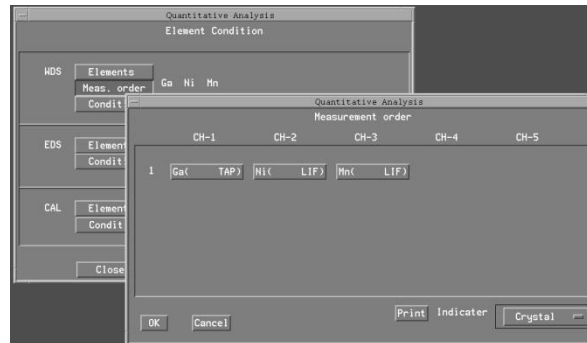 Quantitative Analysis
Element Condition
WDS Elements
Meas. order Ga Ni Mn
Condit
EDS Elemen
Condit
CAL Elemen
Condit
Close
Quantitative Analysis
Measurement order
CH-1 CH-2 CH-3 CH-4 CH-5
1 Ga( TAP) Ni( LIF) Mn( LIF)
Print Indicater Crystal
OK Cancel